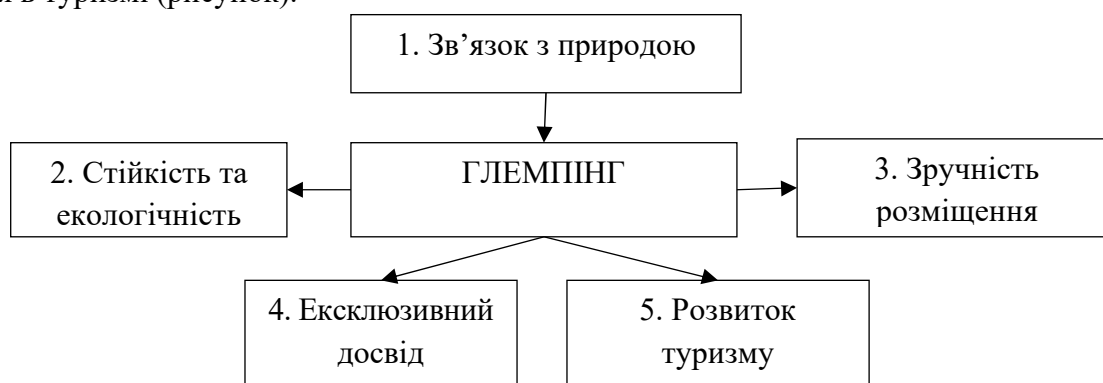 в туризмі (рисунок).
1. Зв’язок з природою
2. Стійкість та
екологічність
ГЛЕМПІНГ
3. Зручність
розміщення
4. Ексклюзивний
досвід
5. Розвиток
туризму